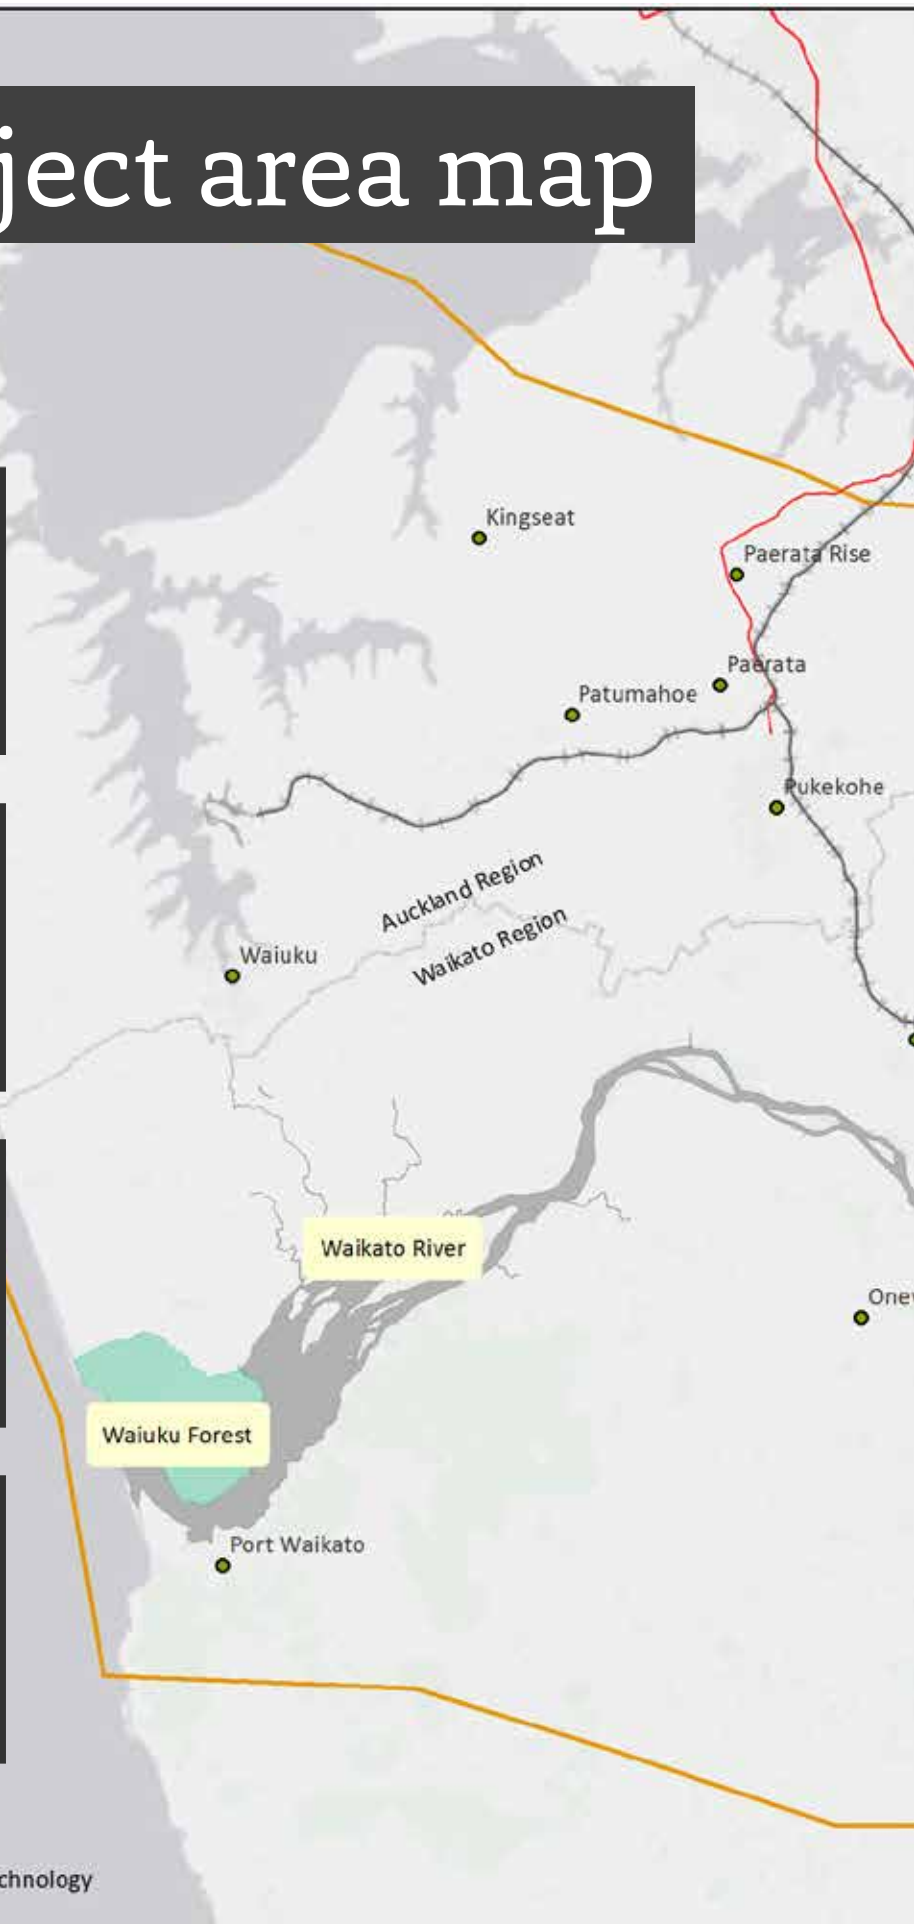 ject area map
Kingseat
Paerata Rise
Paerata
Patumahoe
Pukekohe
Auckland Region
Waikato Region
Waiuku
Waikato River
One
Waiuku Forest
Port Waikato
chnology